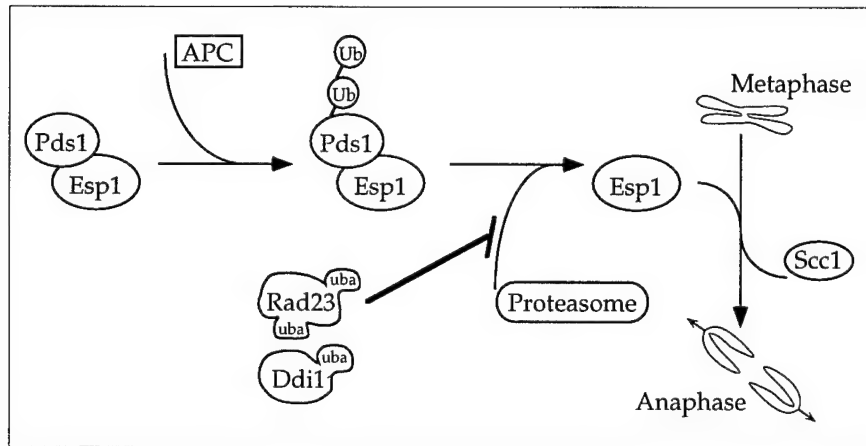 APC
Ub
Ub
Pds1
Esp1
Pds1
Esp1
Esp1
Metaphase
Scc1
Anaphase
Proteasome
Rad23
uba
uba
Ddi1
uba